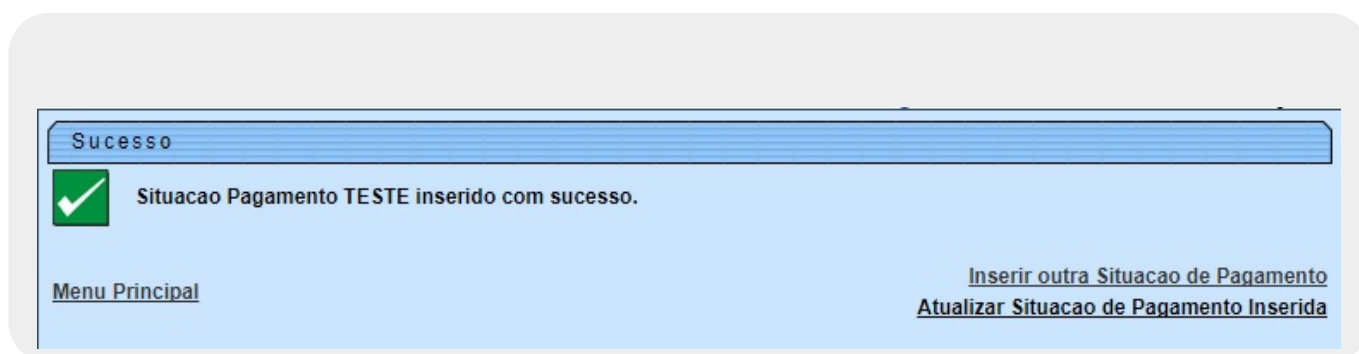 Sucesso
Situacao Pagamento TESTE inserido com sucesso.
Menu Principal
Inserir outra Situacao de Pagamento
Atualizar Situacao de Pagamento Inserida